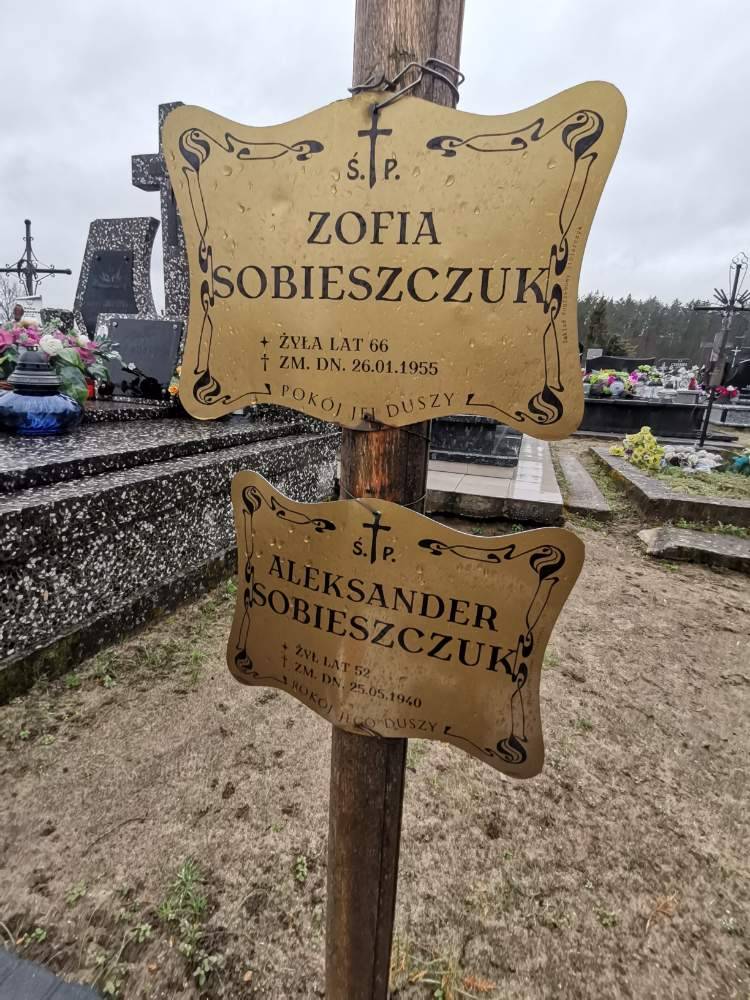 Ś. P.
ZOFIA
SOBIESZCZUK
ŻYŁA LAT 66
ZM. DN. 26.01.1955
POKÓJ JEJ DUSZY
Ś. P.
ALEKSANDER
SOBIESZCZUK
ŻYŁ LAT 52
ZM. DN. 25.05.1940
POKÓJ JEGO DUSZY